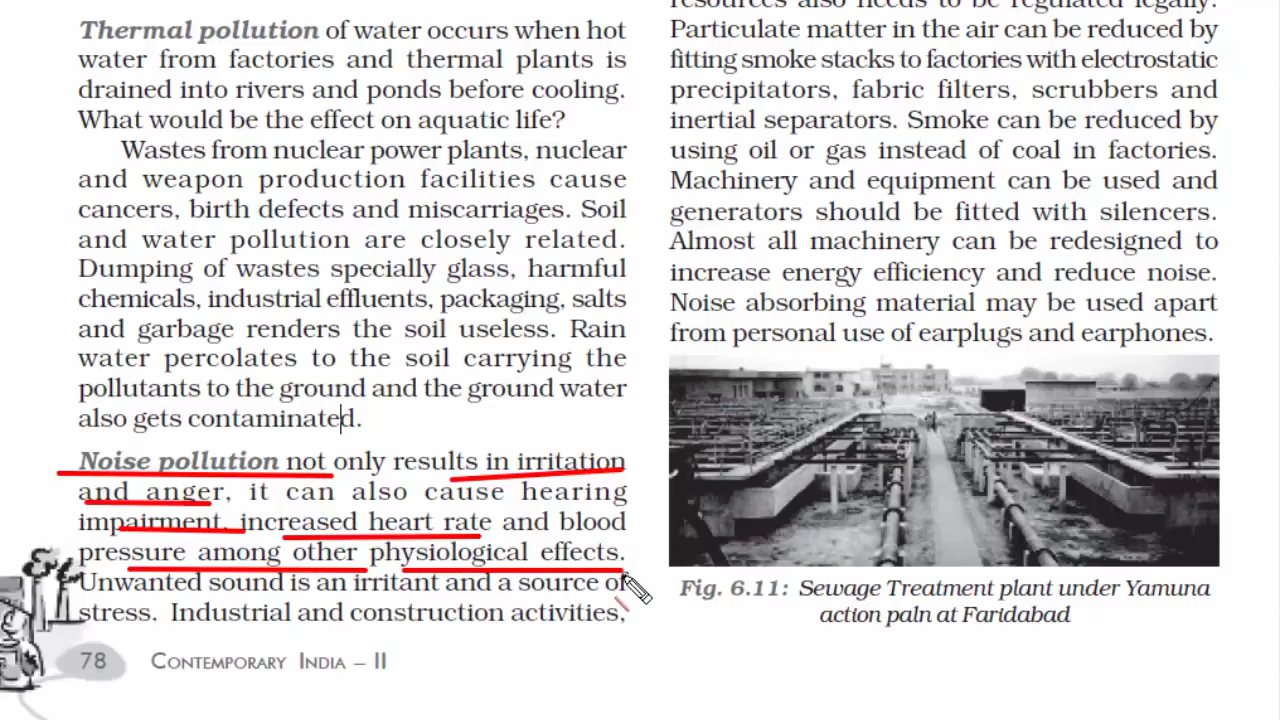 Thermal pollution of water occurs when hot
water from factories and thermal plants is
drained into rivers and ponds before cooling.
What would be the effect on aquatic life?
Wastes from nuclear power plants, nuclear
and weapon production facilities cause
cancers, birth defects and miscarriages. Soil
and water pollution are closely related.
Dumping of wastes specially glass, harmful
chemicals, industrial effluents, packaging, salts
and garbage renders the soil useless. Rain
water percolates to the soil carrying the
pollutants to the ground and the ground water
also gets contaminated.
Noise pollution not only results in irritation
and anger, it can also cause hearing
impairment, increased heart rate and blood
pressure among other physiological effects.
Unwanted sound is an irritant and a source of
stress. Industrial and construction activities,
78 CONTEMPORARY INDIA – II
resources also needs to be regulated legally.
Particulate matter in the air can be reduced by
fitting smoke stacks to factories with electrostatic
precipitators, fabric filters, scrubbers and
inertial separators. Smoke can be reduced by
using oil or gas instead of coal in factories.
Machinery and equipment can be used and
generators should be fitted with silencers.
Almost all machinery can be redesigned to
increase energy efficiency and reduce noise.
Noise absorbing material may be used apart
from personal use of earplugs and earphones.
Fig. 6.11: Sewage Treatment plant under Yamuna
action paln at Faridabad